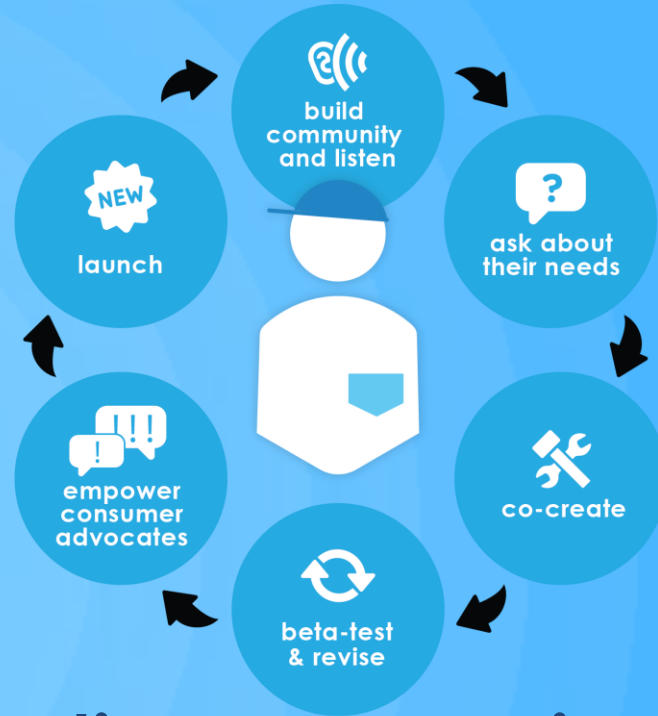 build
community
and listen
?
ask about
their needs
co-create
beta-test
& revise
!
!!!
empower
consumer
advocates
NEW
launch